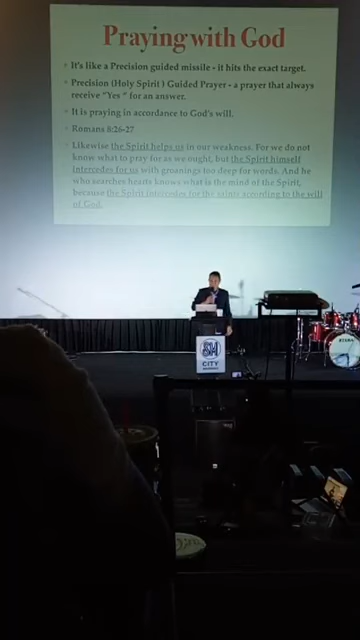 Praying with God
It's like a Precision guided missile - it hits the exact target.
Precision (Holy Spirit ) Guided Prayer - a prayer that always
receive "Yes " for an answer.
It is praying in accordance to God's will.
Romans 8:26-27
Likewise the Spirit helps us in our weakness. For we do not
know what to pray for as we ought, but the Spirit himself
intercedes for us with groanings too deep for words. And he
who searches hearts knows what is the mind of the Spirit,
because the Spirit intercedes for the saints according to the will
of God.
SM
CITY